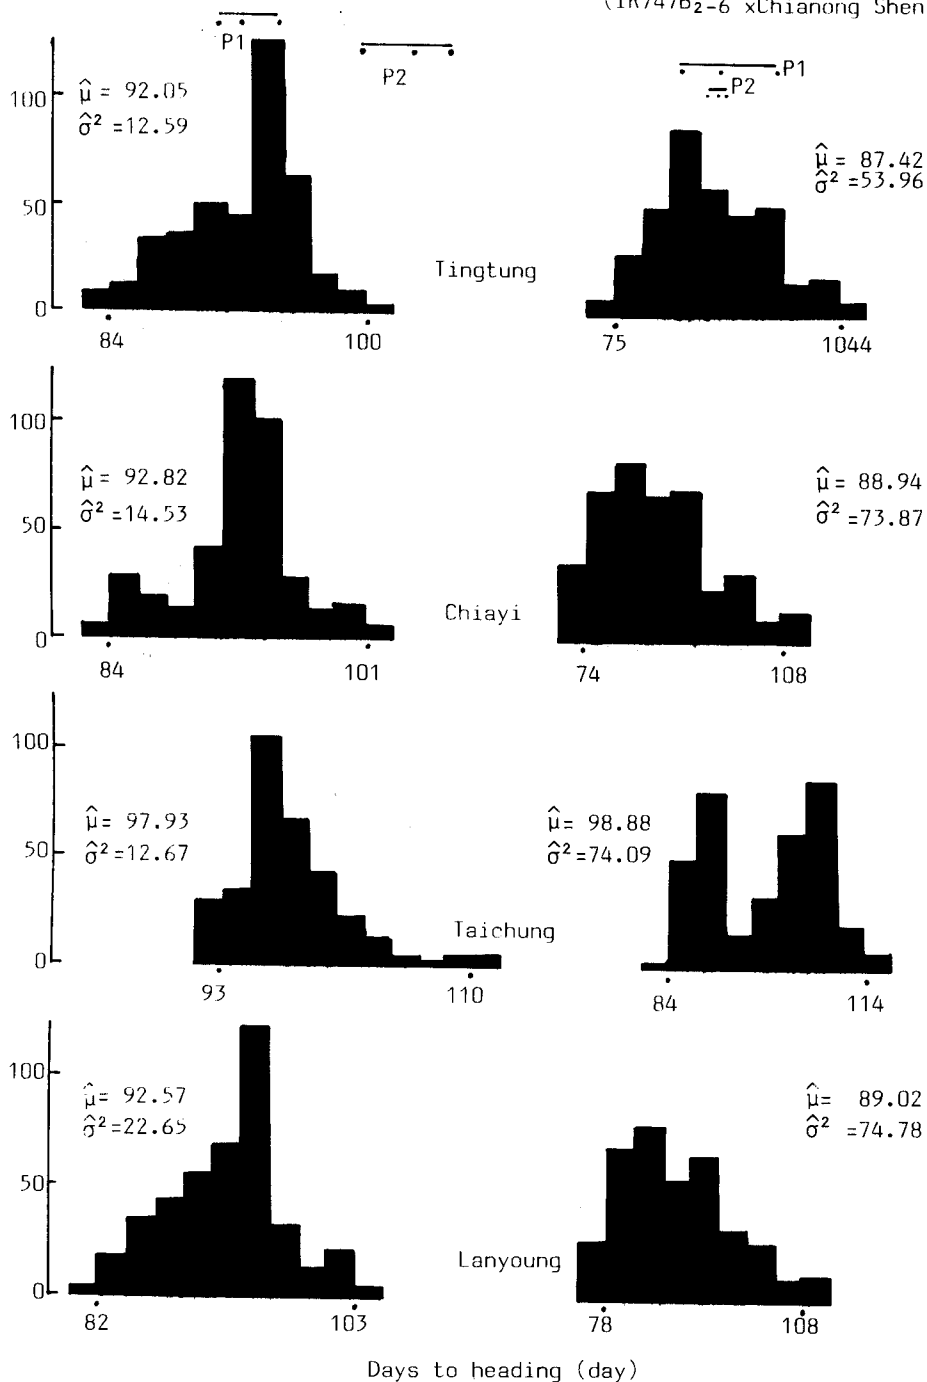 (IR747B₂-6 xChianong Shen
P1
P2
P1
P2
100
50
0
μ̂ = 92.05
σ̂² =12.59
μ̂ = 87.42
σ̂² =53.96
Tingtung
84
100
75
1044
100
50
0
μ̂ = 92.82
σ̂² =14.53
μ̂ = 88.94
σ̂² =73.87
Chiayi
84
101
74
108
100
50
0
μ̂ = 97.93
σ̂² =12.67
μ̂ = 98.88
σ̂² =74.09
Taichung
93
110
84
114
100
50
0
μ̂ = 92.57
σ̂² =22.65
μ̂ = 89.02
σ̂² =74.78
Lanyoung
82
103
78
108
Days to heading (day)